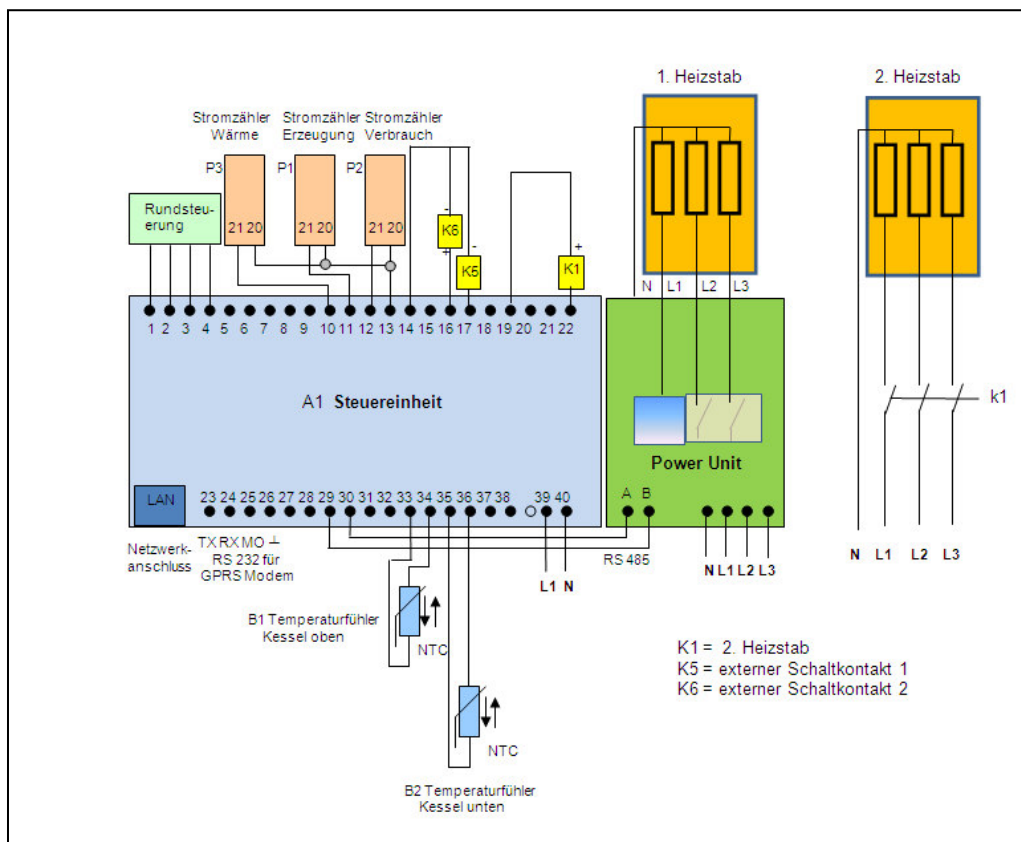 1. Heizstab
2. Heizstab
Stromzähler
Wärme
Stromzähler
Erzeugung
Stromzähler
Verbrauch
P3
P1
P2
Rundsteu-
erung
21 20
21 20
21 20
-
K6
+
-
K5
+
K1
N L1 L2 L3
1 2 3 4 5 6 7 8 9 10 11 12 13 14 15 16 17 18 19 20 21 22
A1 Steuereinheit
k1
Power Unit
LAN
23 24 25 26 27 28 29 30 31 32 33 34 35 36 37 38 39 40
A B
Netzwerk-
anschluss
TX RX MO ⊥
RS 232 für
GPRS Modem
RS 485
L1 N
N L1 L2 L3
N L1 L2 L3
B1 Temperaturfühler
Kessel oben
NTC
K1 = 2. Heizstab
K5 = externer Schaltkontakt 1
K6 = externer Schaltkontakt 2
NTC
B2 Temperaturfühler
Kessel unten